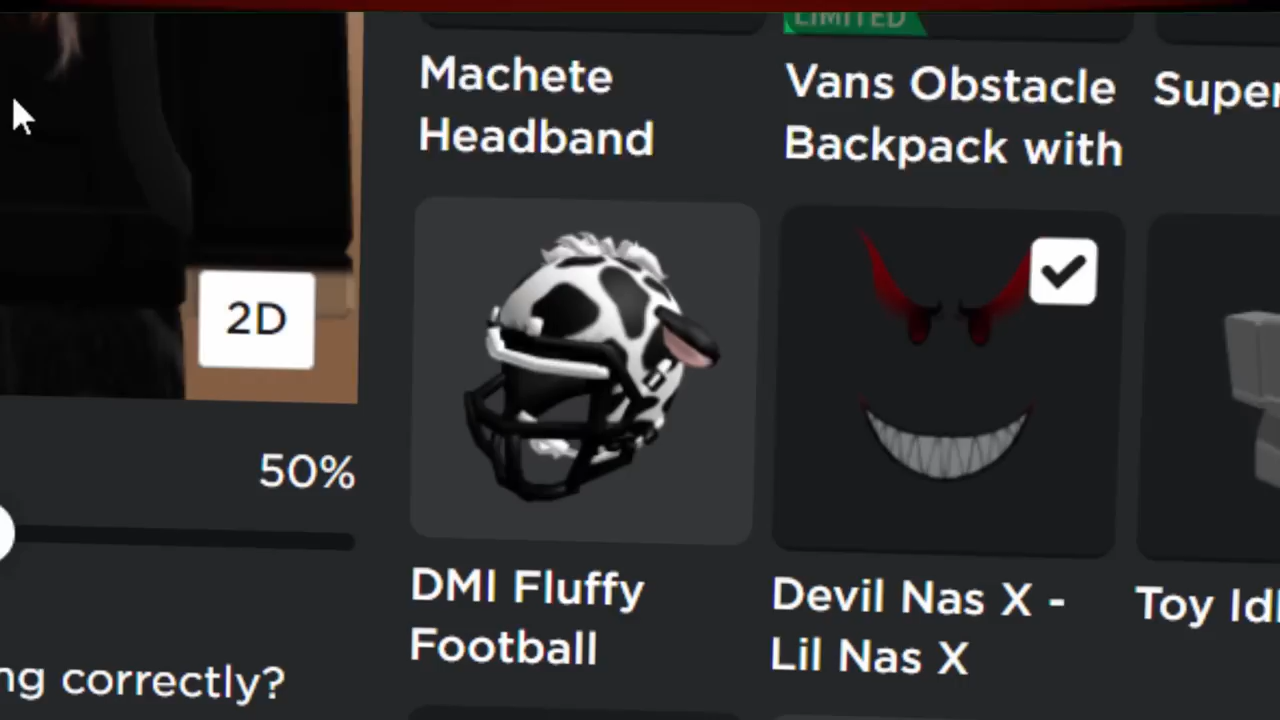 LIMITED
Machete
Headband
Vans Obstacle
Backpack with
Super
2D
50%
DMI Fluffy
Football
Devil Nas X -
Lil Nas X
Toy Idl
ng correctly?